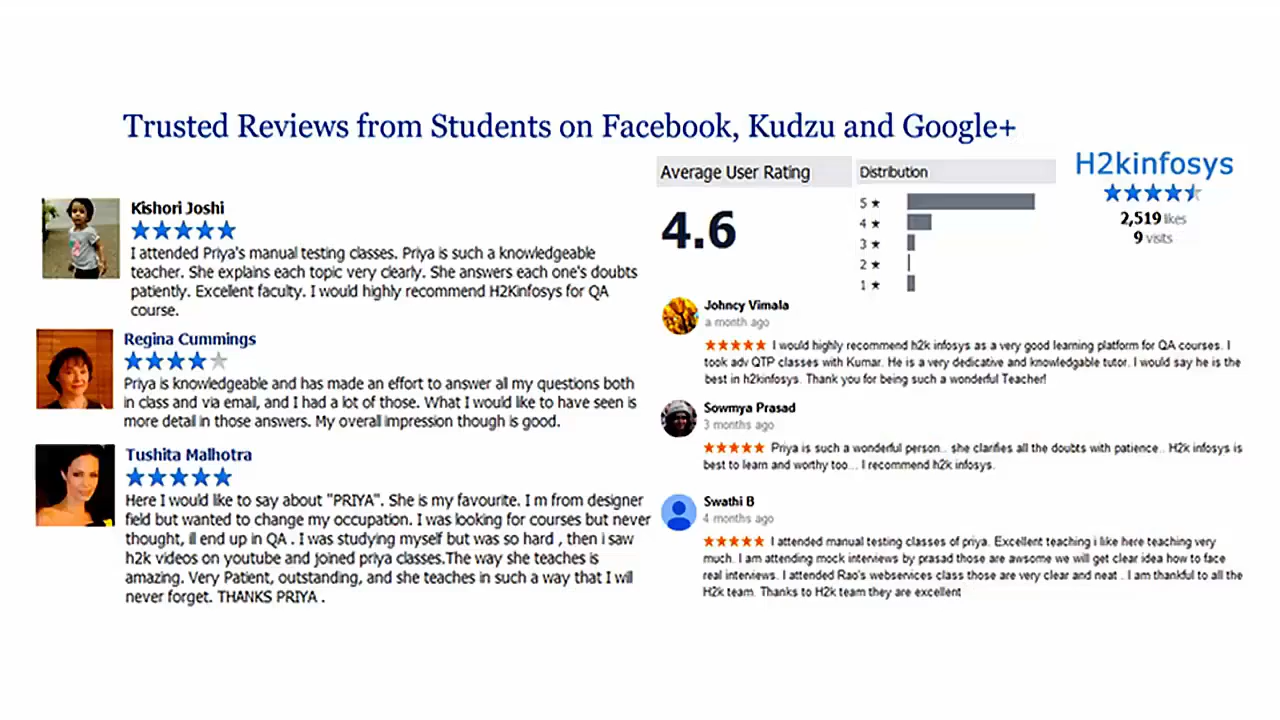 Trusted Reviews from Students on Facebook, Kudzu and Google+
Kishori Joshi
I attended Priya's manual testing classes. Priya is such a knowledgeable
teacher. She explains each topic very clearly. She answers each one's doubts
patiently. Excellent faculty. I would highly recommend H2Kinfosys for QA
course.
Regina Cummings
Priya is knowledgeable and has made an effort to answer all my questions both
in class and via email, and I had a lot of those. What I would like to have seen is
more detail in those answers. My overall impression though is good.
Tushita Malhotra
Here I would like to say about "PRIYA". She is my favourite. I m from designer
field but wanted to change my occupation. I was looking for courses but never
thought, ill end up in QA . I was studying myself but was so hard , then i saw
h2k videos on youtube and joined priya classes.The way she teaches is
amazing. Very Patient, outstanding, and she teaches in such a way that I will
never forget. THANKS PRIYA .
Average User Rating
4.6
Distribution
5 ★
4 ★
3 ★
2 ★
1 ★
H2kinfosys
2,519 likes
9 visits
Johncy Vimala
a month ago
I would highly recommend h2k infosys as a very good learning platform for QA courses. I
took adv QTP classes with Kumar. He is a very dedicative and knowledgable tutor. I would say he is the
best in h2kinfosys. Thank you for being such a wonderful Teacher!
Sowmya Prasad
3 months ago
Priya is such a wonderful person.. she clarifies all the doubts with patience.. H2k infosys is
best to learn and worthy too... I recommend h2k infosys.
Swathi B
4 months ago
I attended manual testing classes of priya. Excellent teaching i like here teaching very
much. I am attending mock interviews by prasad those are awsome we will get clear idea how to face
real interviews. I attended Rao's webservices class those are very clear and neat . I am thankful to all the
H2k team. Thanks to H2k team they are excellent